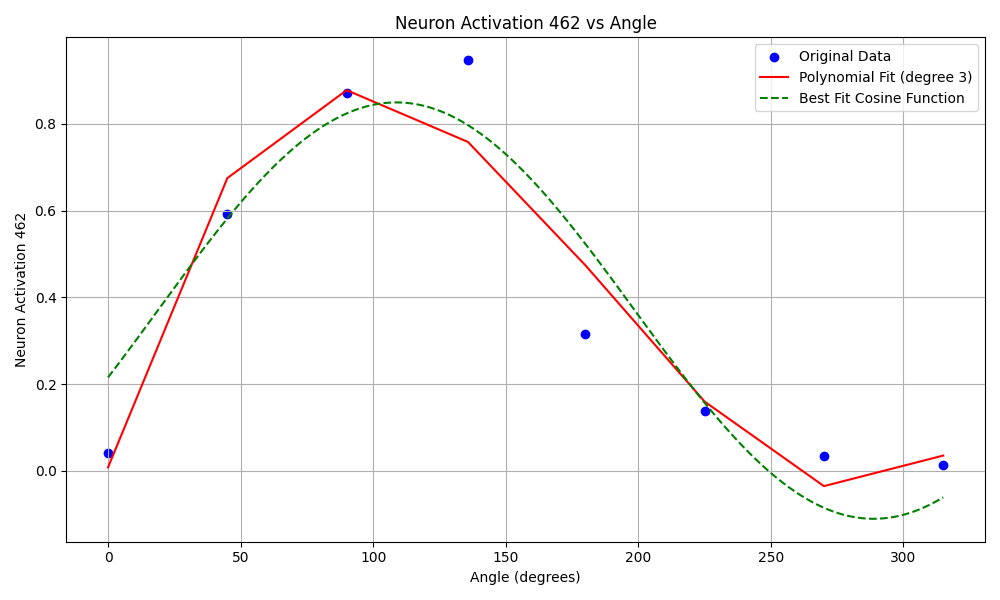 Neuron Activation 462 vs Angle
Original Data
Polynomial Fit (degree 3)
Best Fit Cosine Function
Neuron Activation 462
0.8
0.6
0.4
0.2
0.0
0
50
100
150
200
250
300
Angle (degrees)